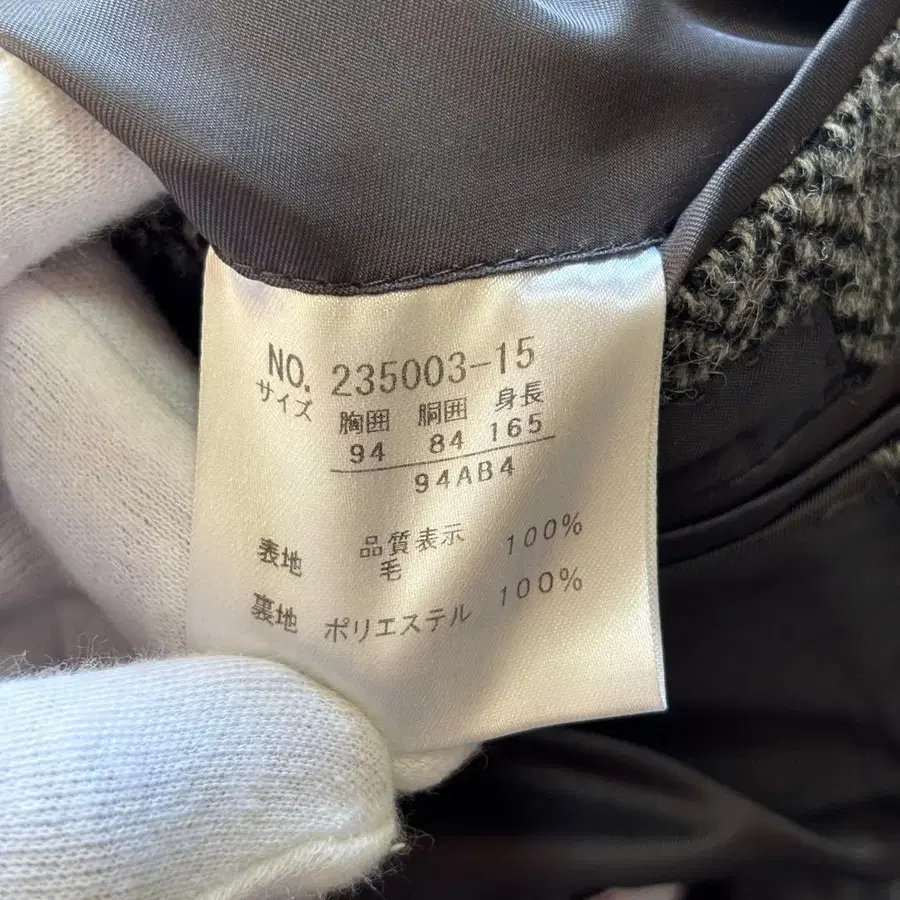 NO. 235003-15
サイズ 胸囲 胴囲 身長
94 84 165
94AB4
品質表示
表地 毛 100%
裏地 ポリエステル 100%